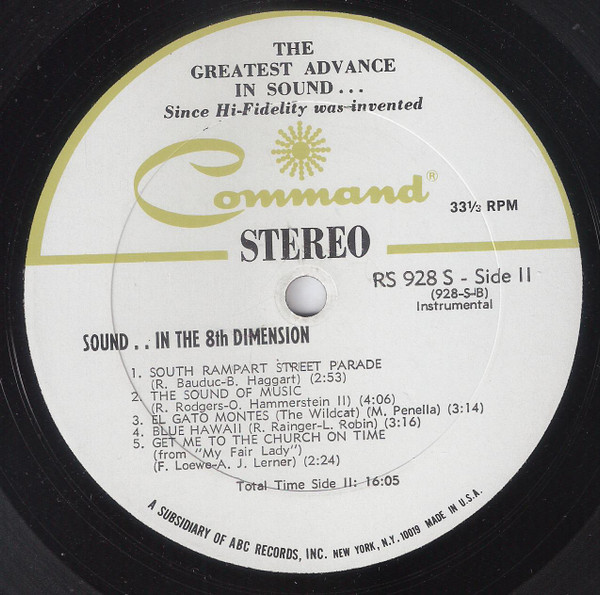 THE
GREATEST ADVANCE
IN SOUND...
Since Hi-Fidelity was invented
Command®
33⅓ RPM
STEREO
RS 928 S - Side II
(928-S-B)
Instrumental
SOUND . . IN THE 8th DIMENSION
1. SOUTH RAMPART STREET PARADE
(R. Bauduc-B. Haggart) (2:53)
2. THE SOUND OF MUSIC
(R. Rodgers-O. Hammerstein II) (4:06)
3. EL GATO MONTES (The Wildcat) (M. Penella) (3:14)
4. BLUE HAWAII (R. Rainger-L. Robin) (3:16)
5. GET ME TO THE CHURCH ON TIME
(from "My Fair Lady")
(F. Loewe-A. J. Lerner) (2:24)
Total Time Side II: 16:05
A SUBSIDIARY OF ABC RECORDS, INC. NEW YORK, N.Y. 10019 MADE IN U.S.A.